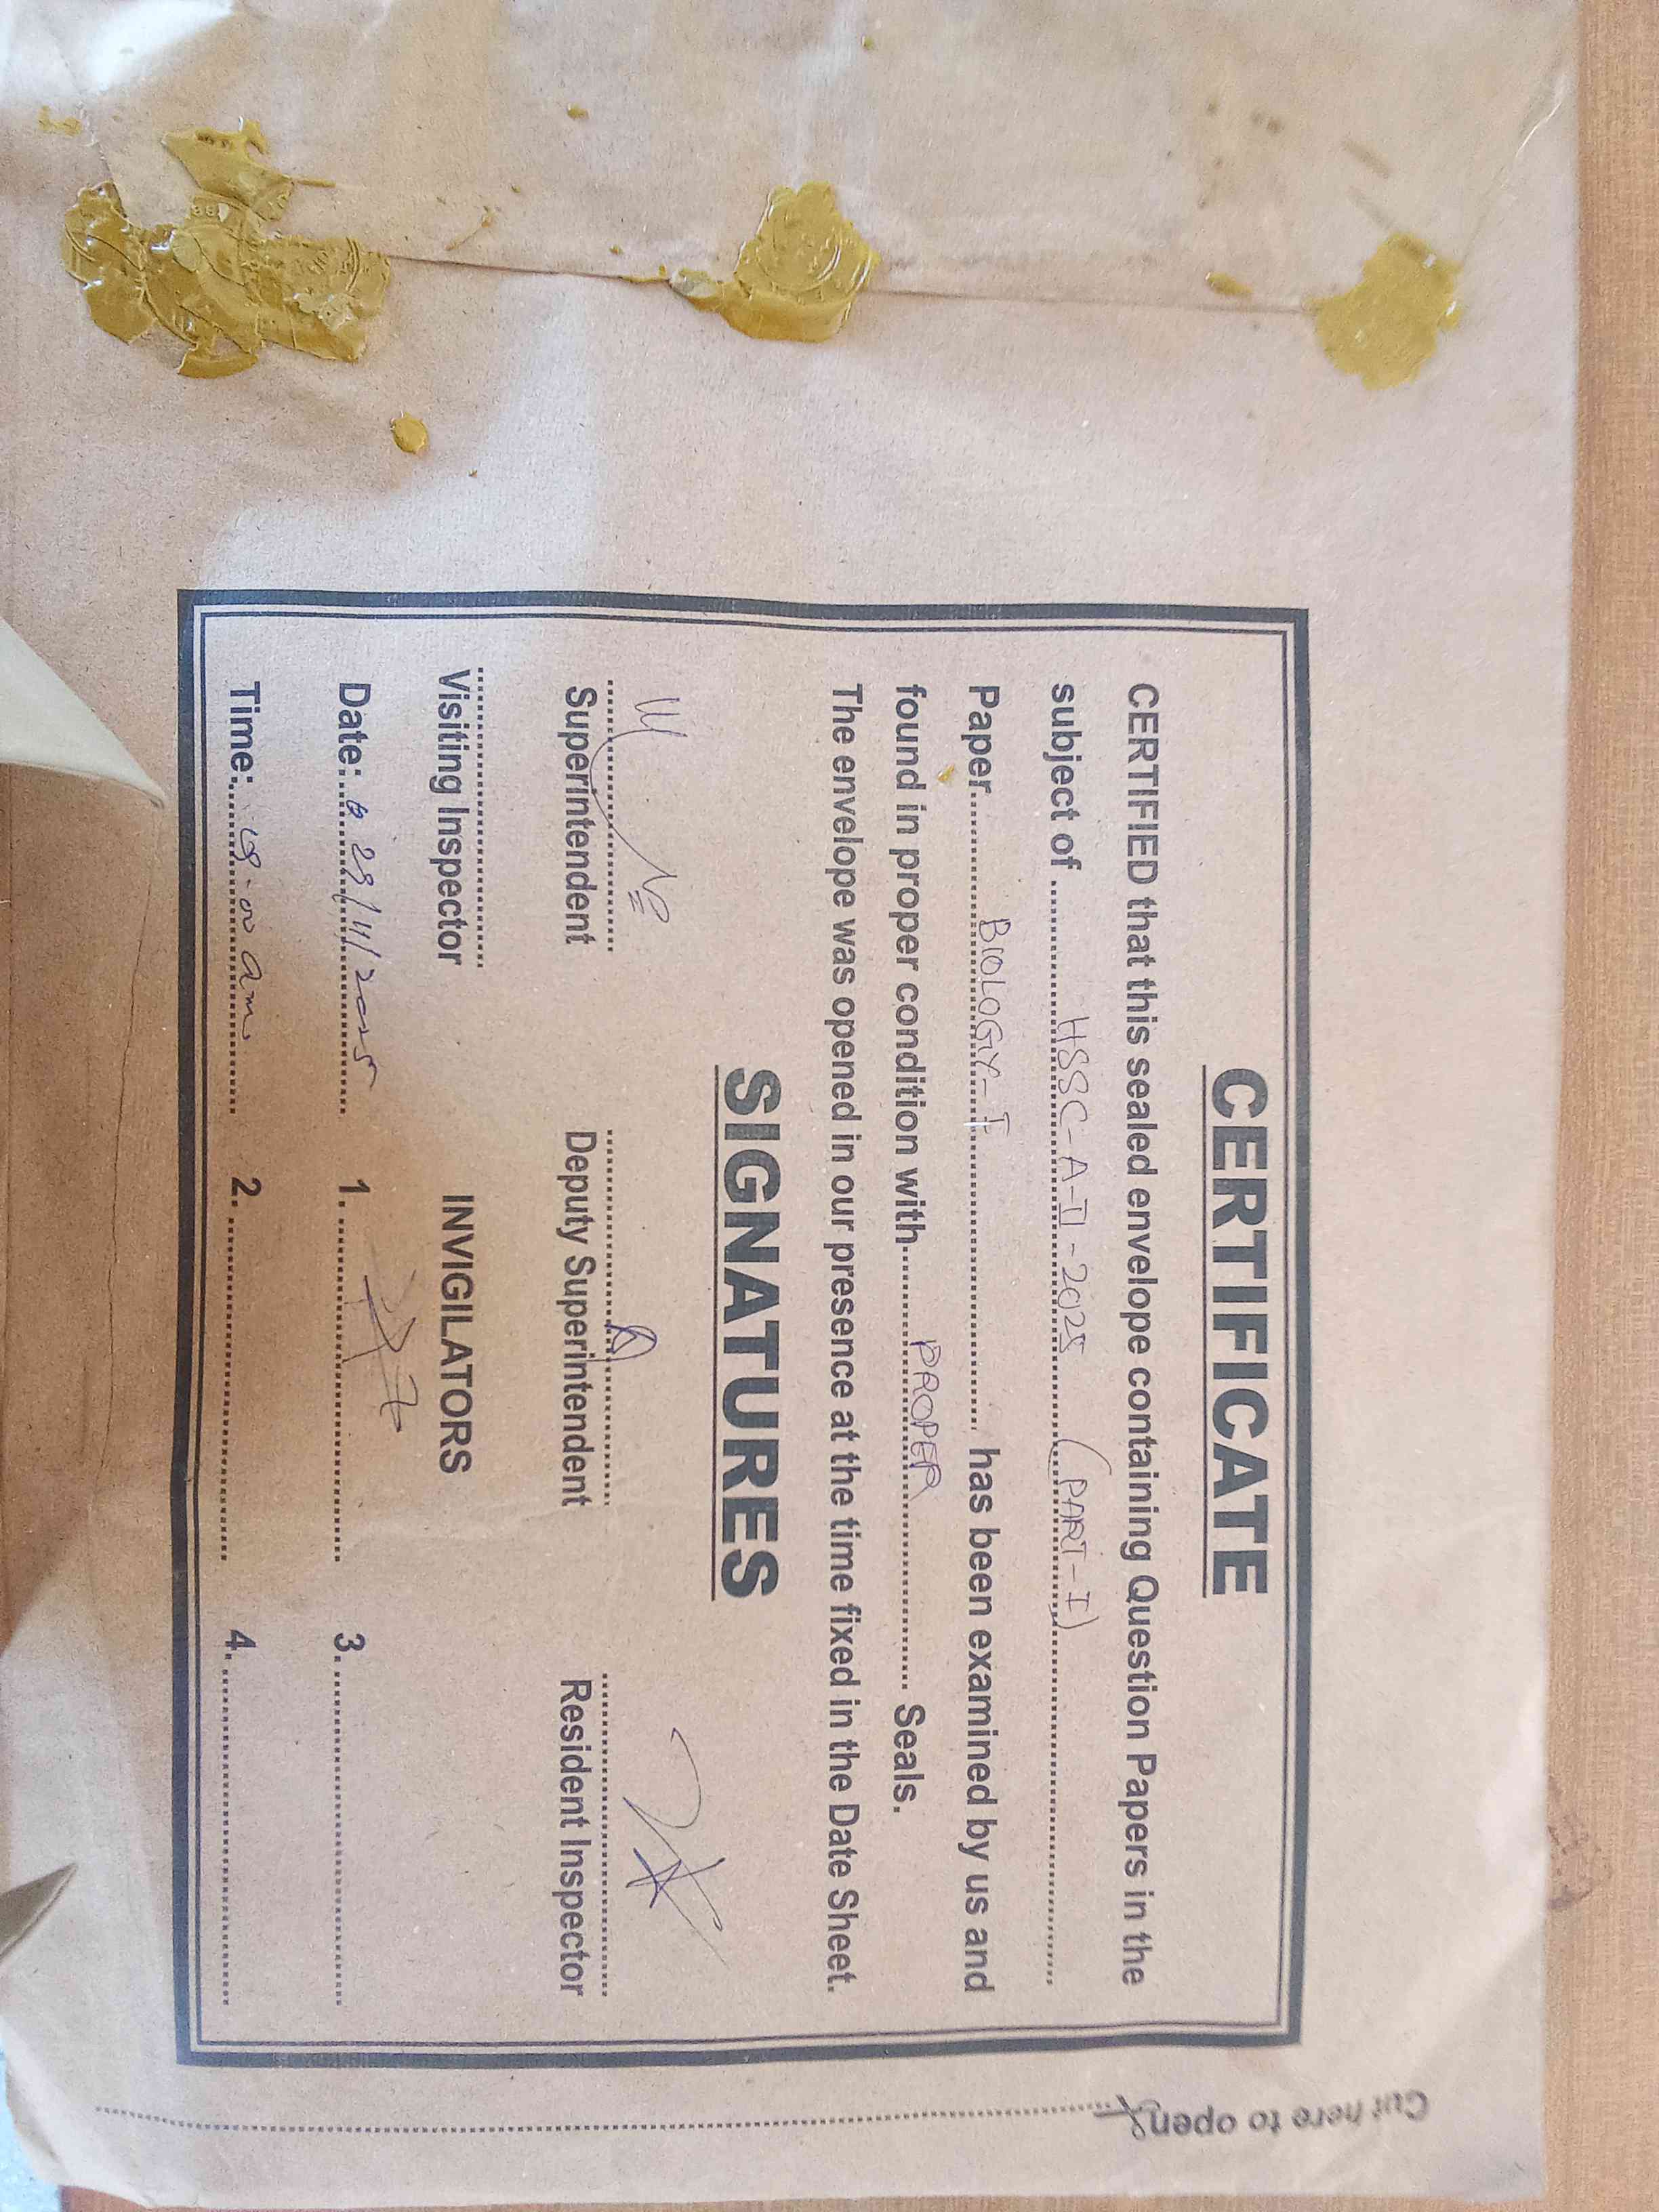 CERTIFICATE
CERTIFIED that this sealed envelope containing Question Papers in the
subject of ........ HSSC-A-II-2025 (PART-I) ........
Paper........ BIOLOGY-I ........ has been examined by us and
found in proper condition with........ PROPER ........ Seals.
The envelope was opened in our presence at the time fixed in the Date Sheet.
SIGNATURES
Superintendent Deputy Superintendent Resident Inspector
Visiting Inspector INVIGILATORS
Date: 29/11/2025 1. ........ 3. ........
Time: ........ am 2. ........ 4. ........
Cut here to open